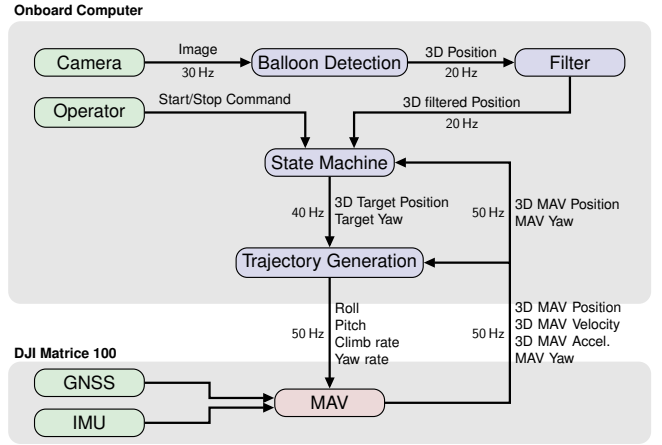 Onboard Computer
Camera
Image
30 Hz
Balloon Detection
3D Position
20 Hz
Filter
Operator
Start/Stop Command
3D filtered Position
20 Hz
State Machine
40 Hz
3D Target Position
Target Yaw
50 Hz
3D MAV Position
MAV Yaw
Trajectory Generation
50 Hz
Roll
Pitch
Climb rate
Yaw rate
50 Hz
3D MAV Position
3D MAV Velocity
3D MAV Accel.
MAV Yaw
DJI Matrice 100
GNSS
IMU
MAV